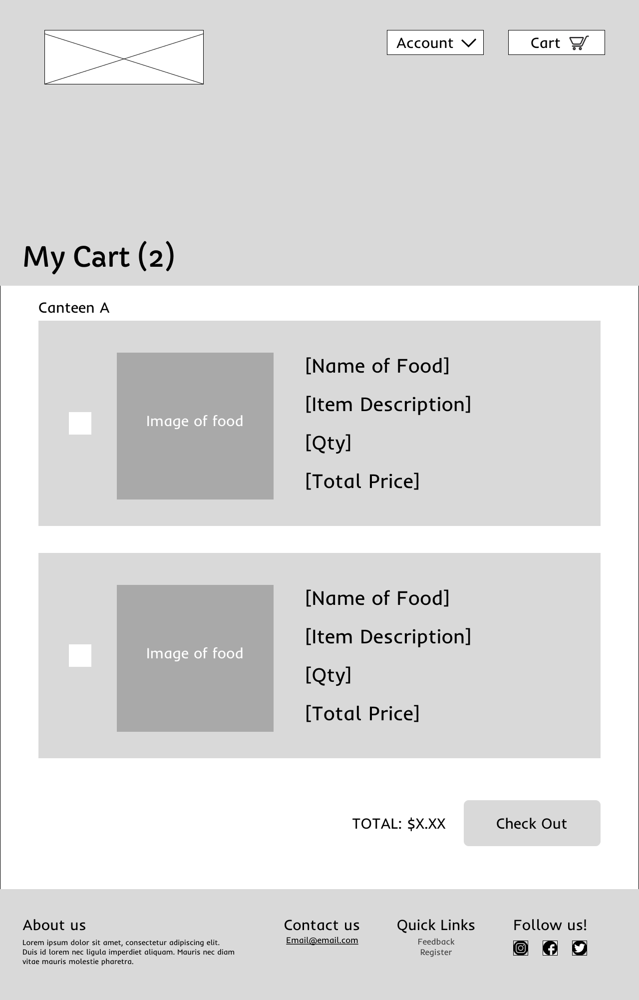 Account
Cart
My Cart (2)
Canteen A
Image of food
[Name of Food]
[Item Description]
[Qty]
[Total Price]
Image of food
[Name of Food]
[Item Description]
[Qty]
[Total Price]
TOTAL: $X.XX
Check Out
About us
Lorem ipsum dolor sit amet, consectetur adipiscing elit.
Duis id lorem nec ligula imperdiet aliquam. Mauris nec diam
vitae mauris molestie pharetra.
Contact us
Email@email.com
Quick Links
Feedback
Register
Follow us!